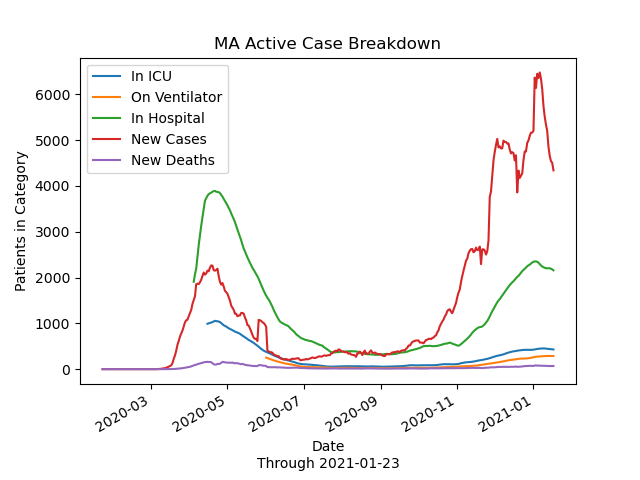 MA Active Case Breakdown
In ICU
On Ventilator
In Hospital
New Cases
New Deaths
Patients in Category
6000
5000
4000
3000
2000
1000
0
2020-03
2020-05
2020-07
2020-09
2020-11
2021-01
Date
Through 2021-01-23